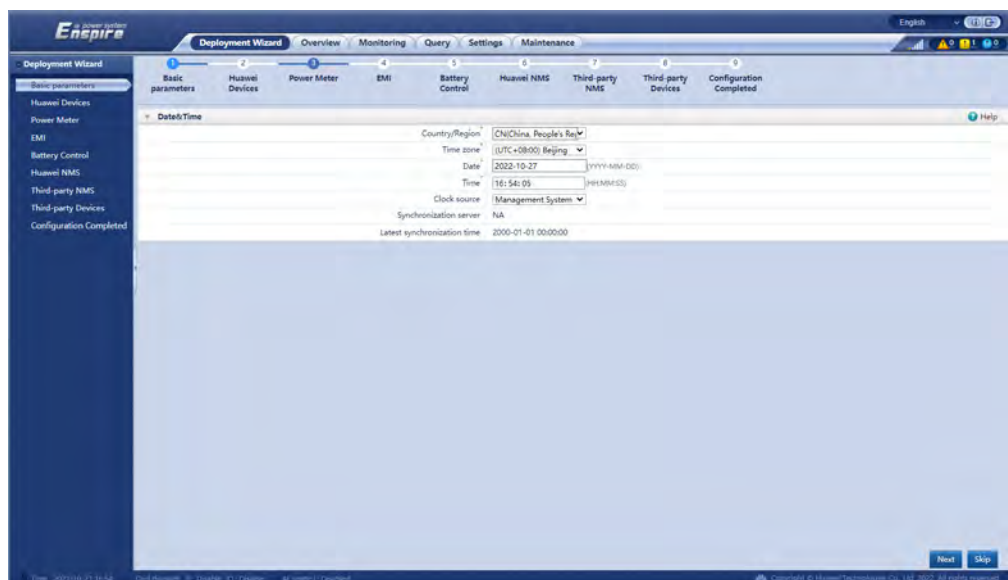 English
Enspire
Deployment Wizard Overview Monitoring Query Settings Maintenance
Deployment Wizard
Basic parameters
Huawei Devices
Power Meter
EMI
Battery Control
Huawei NMS
Third-party NMS
Third-party Devices
Configuration Completed
1 2 3 4 5 6 7 8 9
Basic parameters
Huawei Devices
Power Meter
EMI
Battery Control
Huawei NMS
Third-party NMS
Third-party Devices
Configuration Completed
Date&Time
Help
Country/Region* CN(China, People's Re
Time zone* (UTC+08:00) Beijing
Date* 2022-10-27 (YYYY-MM-DD)
Time* 16:54:05 (HH:MM:SS)
Clock source Management System
Synchronization server NA
Latest synchronization time 2000-01-01 00:00:00
Next Skip